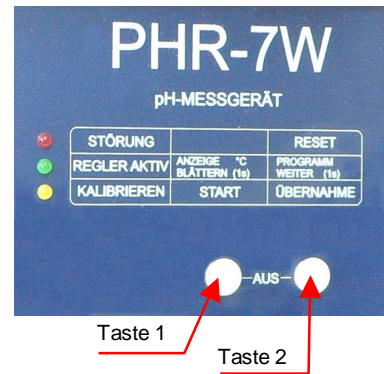 PHR-7W
pH-MESSGERÄT
STÖRUNG RESET
REGLER AKTIV ANZEIGE °C BLÄTTERN (1s) PROGRAMM WEITER (1s)
KALIBRIEREN START ÜBERNAHME
AUS
Taste 1
Taste 2